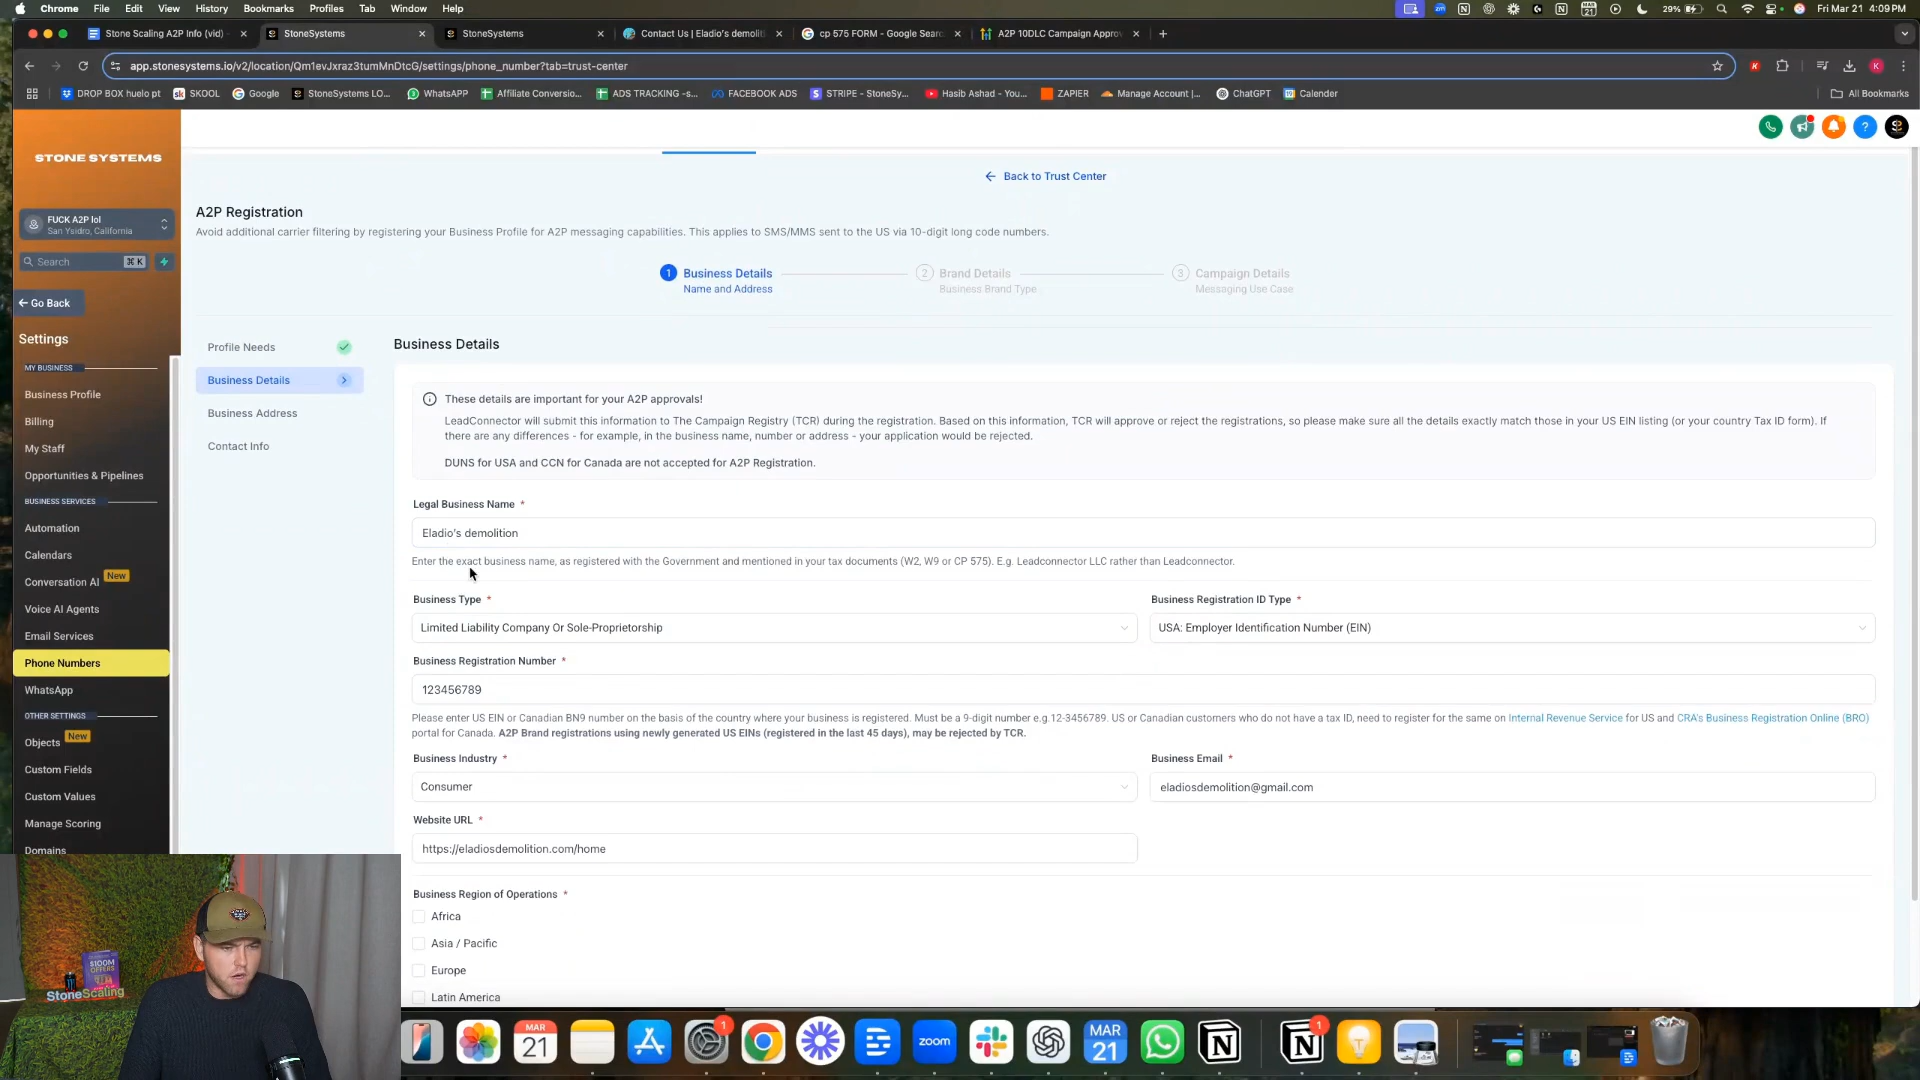 Chrome File Edit View History Bookmarks Profiles Tab Window Help
MAR 21
29% Fri Mar 21 4:09 PM
Stone Scaling A2P Info (vid) - StoneSystems StoneSystems Contact Us | Eladio's demoliti cp 575 FORM - Google Searc A2P 10DLC Campaign Approv
app.stonesystems.io/v2/location/Qm1evJxraz3tumMnDtcG/settings/phone_number?tab=trust-center
K K
DROP BOX huelo pt SKOOL Google StoneSystems LO... WhatsAPP Affiliate Conversio... ADS TRACKING -s... FACEBOOK ADS STRIPE - StoneSy... Hasib Ashad - You... ZAPIER Manage Account |... ChatGPT Calender All Bookmarks
STONE SYSTEMS
FUCK A2P lol
San Ysidro, California
Search ⌘ K
Go Back
Settings
MY BUSINESS
Business Profile
Billing
My Staff
Opportunities & Pipelines
BUSINESS SERVICES
Automation
Calendars
Conversation AI New
Voice AI Agents
Email Services
Phone Numbers
WhatsApp
OTHER SETTINGS
Objects New
Custom Fields
Custom Values
Manage Scoring
Domains
Back to Trust Center
A2P Registration
Avoid additional carrier filtering by registering your Business Profile for A2P messaging capabilities. This applies to SMS/MMS sent to the US via 10-digit long code numbers.
1 Business Details 2 Brand Details 3 Campaign Details
Name and Address Business Brand Type Messaging Use Case
Profile Needs
Business Details
Business Address
Contact Info
Business Details
These details are important for your A2P approvals!
LeadConnector will submit this information to The Campaign Registry (TCR) during the registration. Based on this information, TCR will approve or reject the registrations, so please make sure all the details exactly match those in your US EIN listing (or your country Tax ID form). If
there are any differences - for example, in the business name, number or address - your application would be rejected.
DUNS for USA and CCN for Canada are not accepted for A2P Registration.
Legal Business Name *
Eladio's demolition
Enter the exact business name, as registered with the Government and mentioned in your tax documents (W2, W9 or CP 575). E.g. Leadconnector LLC rather than Leadconnector.
Business Type * Business Registration ID Type *
Limited Liability Company Or Sole-Proprietorship USA: Employer Identification Number (EIN)
Business Registration Number *
123456789
Please enter US EIN or Canadian BN9 number on the basis of the country where your business is registered. Must be a 9-digit number e.g.12-3456789. US or Canadian customers who do not have a tax ID, need to register for the same on Internal Revenue Service for US and CRA's Business Registration Online (BRO)
portal for Canada. A2P Brand registrations using newly generated US EINs (registered in the last 45 days), may be rejected by TCR.
Business Industry * Business Email *
Consumer eladiosdemolition@gmail.com
Website URL *
https://eladiosdemolition.com/home
Business Region of Operations *
Africa
Asia / Pacific
Europe
Latin America
$100M
OFFERS
StoneScaling
MAR
21
1
zoom
MAR
21
1